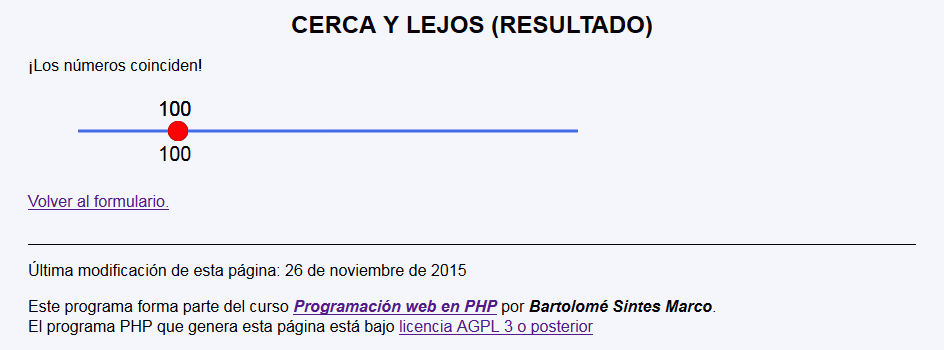 CERCA Y LEJOS (RESULTADO)
¡Los números coinciden!
100
100
Volver al formulario.
Última modificación de esta página: 26 de noviembre de 2015
Este programa forma parte del curso Programación web en PHP por Bartolomé Sintes Marco.
El programa PHP que genera esta página está bajo licencia AGPL 3 o posterior